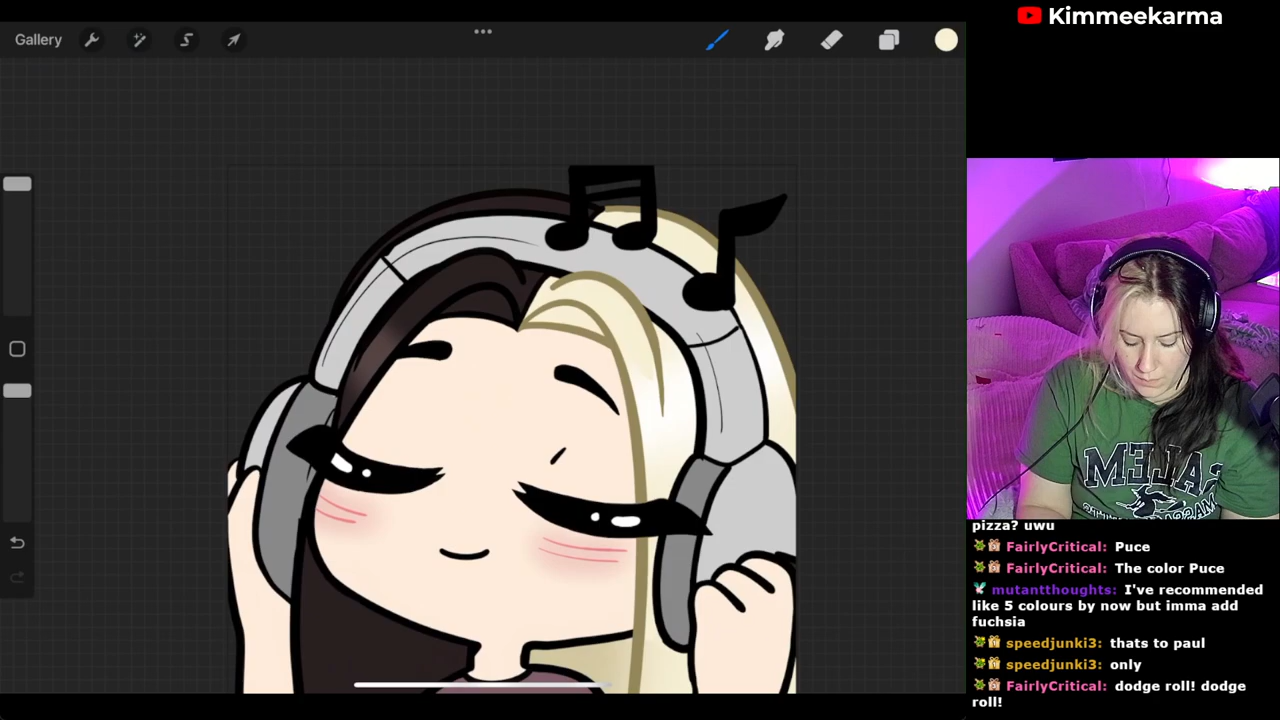 Gallery
Kimmeekarma
SALEM
pizza? uwu
FairlyCritical: Puce
FairlyCritical: The color Puce
mutantthoughts: I've recommended
like 5 colours by now but imma add
fuchsia
speedjunki3: thats to paul
speedjunki3: only
FairlyCritical: dodge roll! dodge
roll!